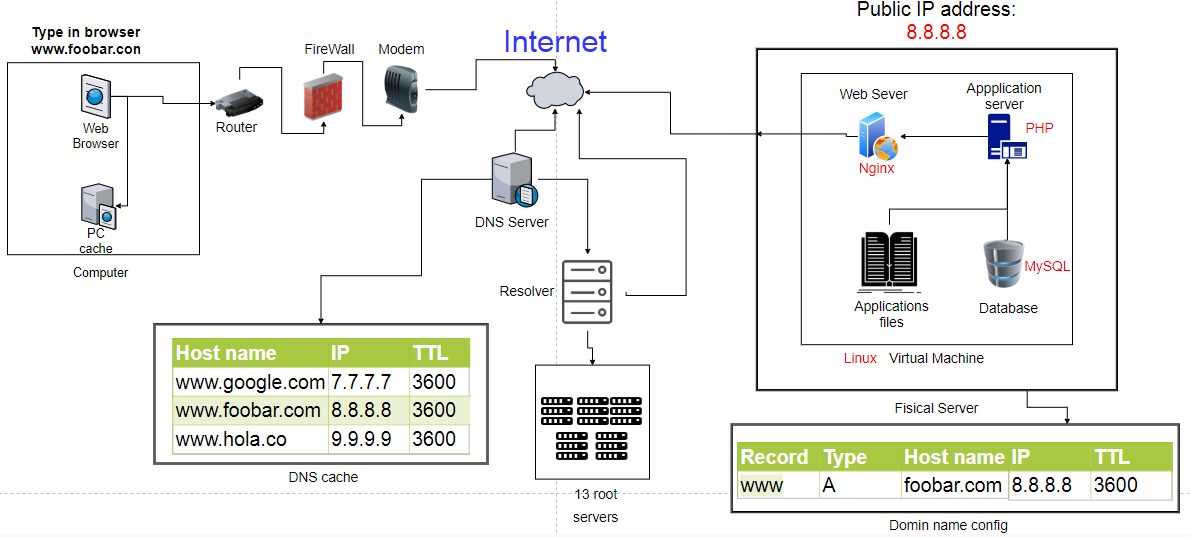 Type in browser
www.foobar.con
Web
Browser
PC
cache
Computer
Router
FireWall
Modem
Internet
DNS Server
Resolver
13 root
servers
Host name IP TTL
www.google.com 7.7.7.7 3600
www.foobar.com 8.8.8.8 3600
www.hola.co 9.9.9.9 3600
DNS cache
Public IP address:
8.8.8.8
Web Sever
Nginx
Appplication
server
PHP
Applications
files
MySQL
Database
Linux Virtual Machine
Fisical Server
Record Type Host name IP TTL
www A foobar.com 8.8.8.8 3600
Domin name config